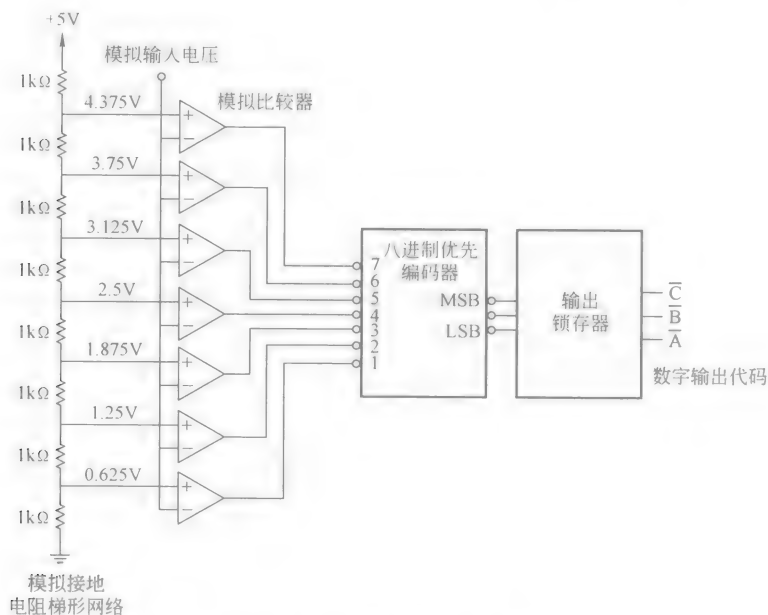 +5V
模拟输入电压
1kΩ
4.375V
模拟比较器
+
−
1kΩ
3.75V
+
−
1kΩ
3.125V
+
−
1kΩ
2.5V
+
−
1kΩ
1.875V
+
−
1kΩ
1.25V
+
−
1kΩ
0.625V
+
−
1kΩ
模拟接地
电阻梯形网络
八进制优先
编码器
7
6
5
4
3
2
1
MSB
LSB
输出
锁存器
C̅
B̅
A̅
数字输出代码